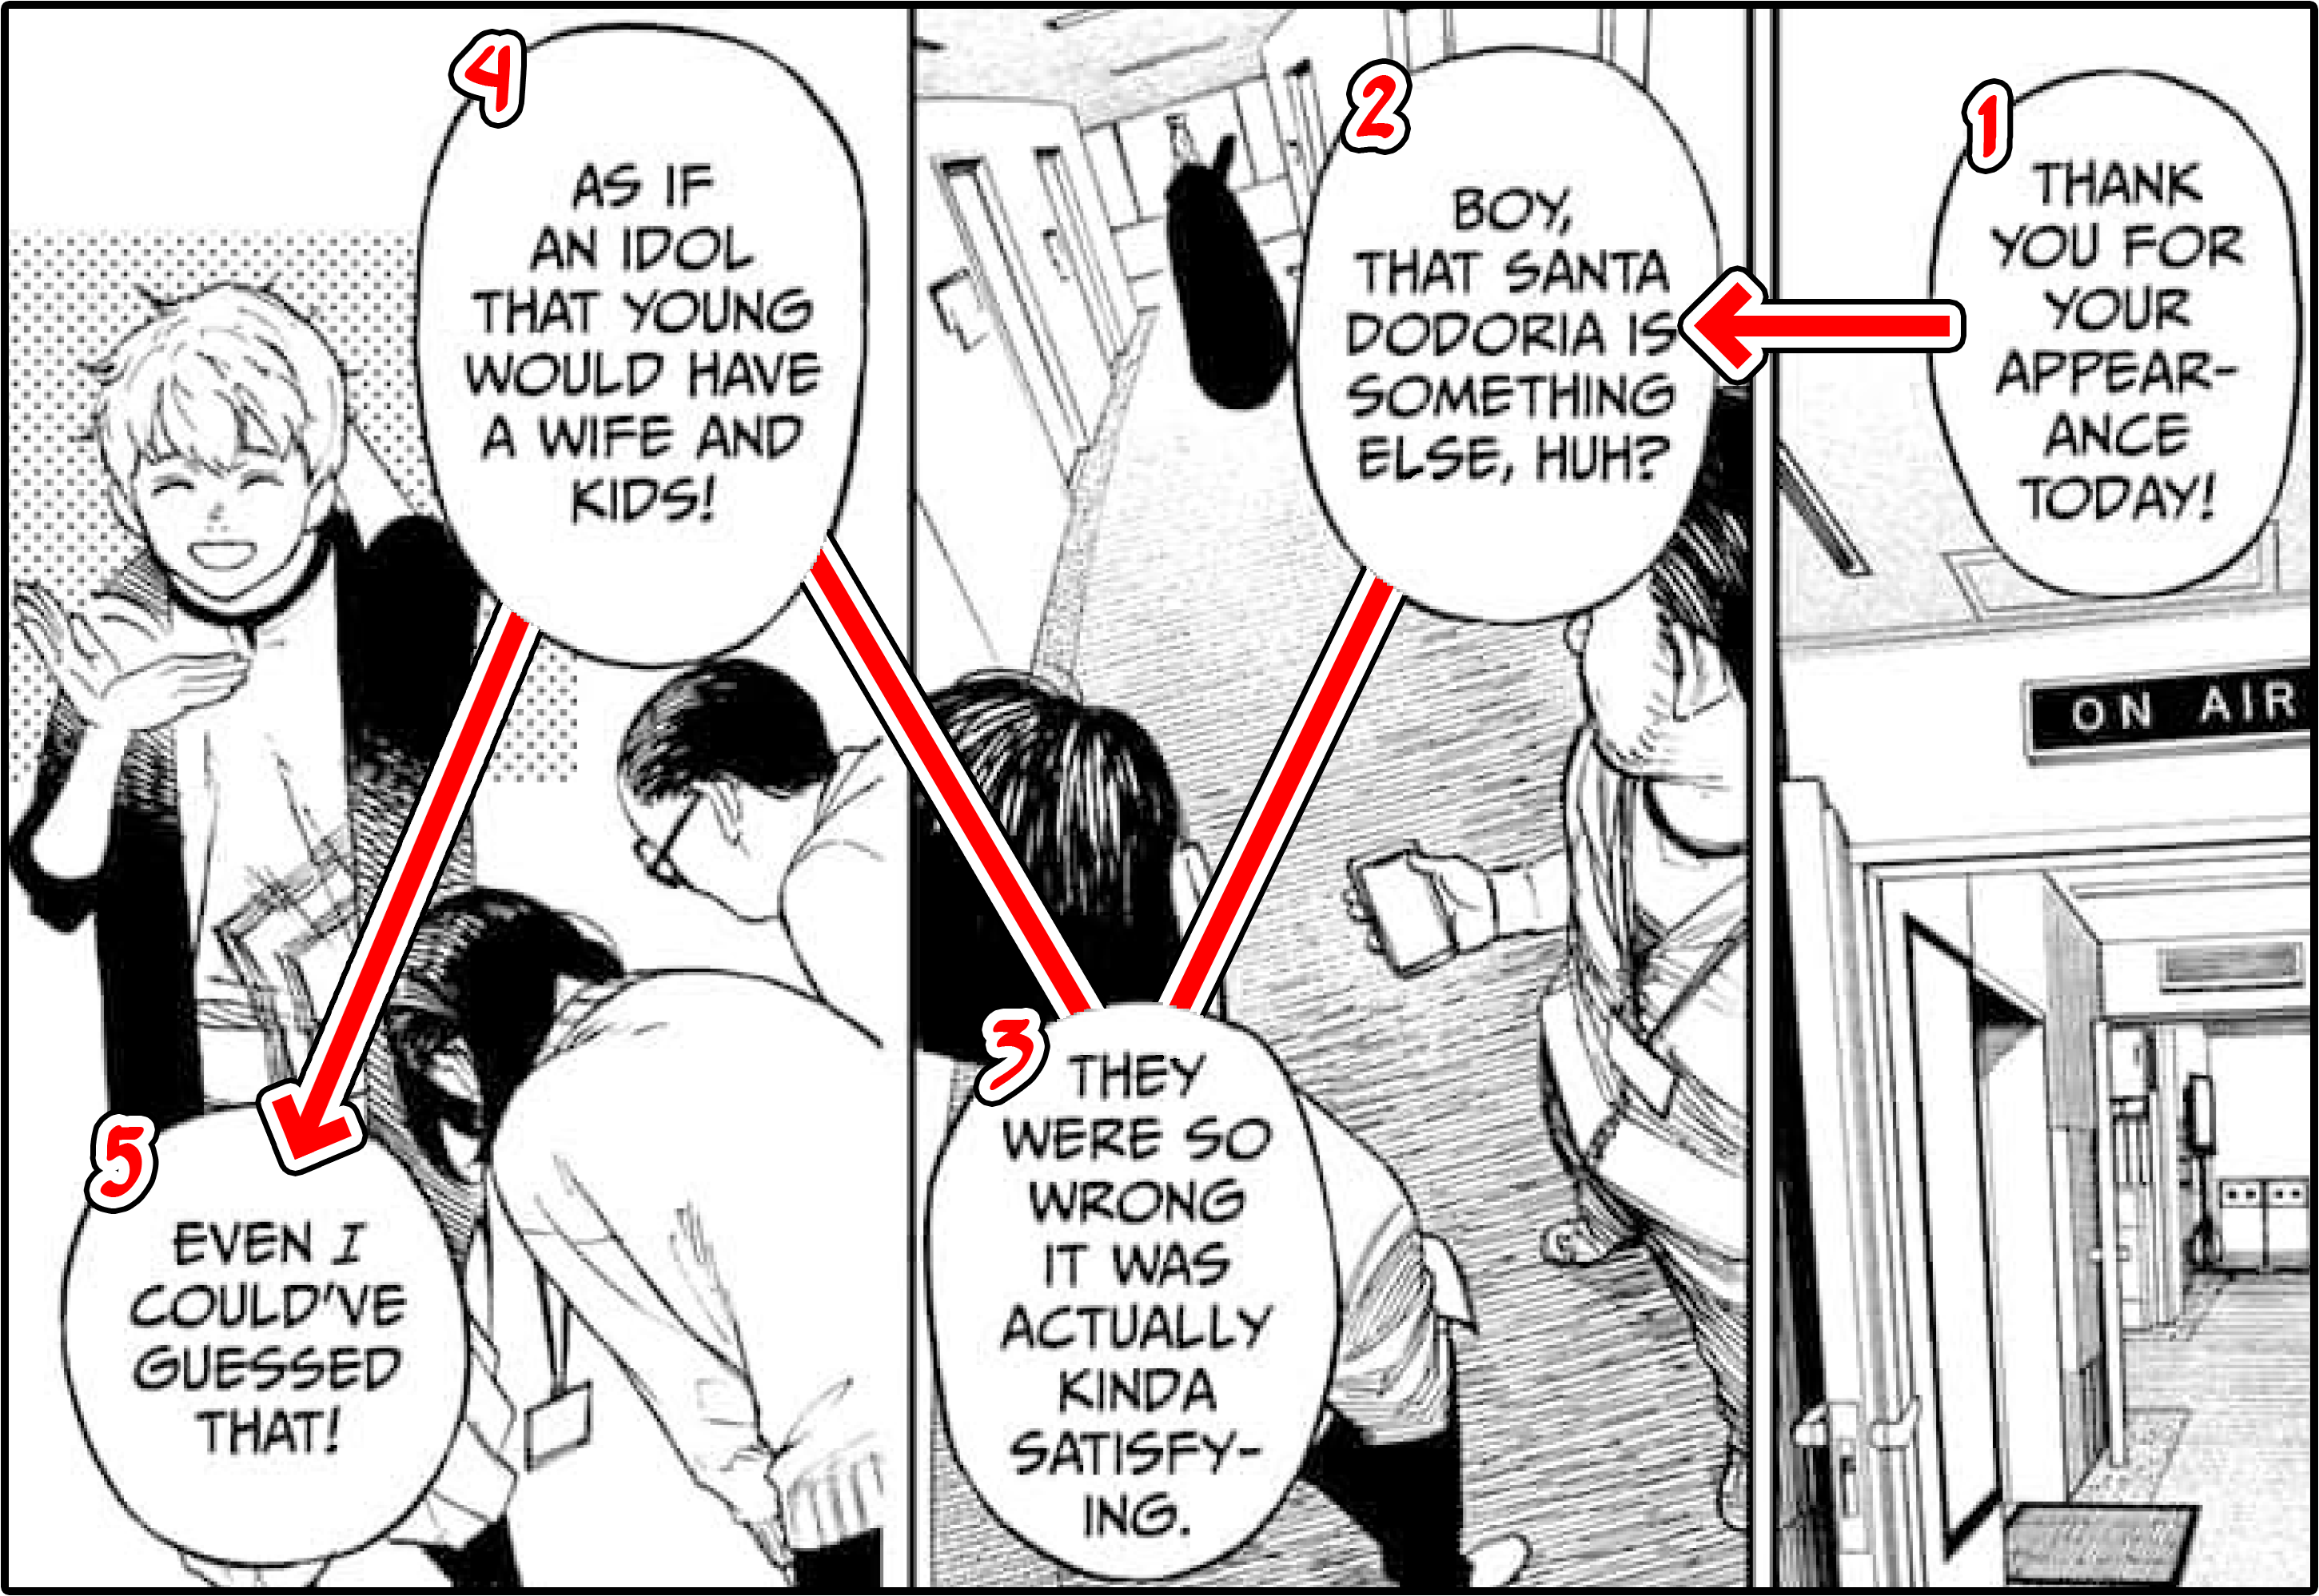 1
THANK
YOU FOR
YOUR
APPEAR-
ANCE
TODAY!
ON AIR
2
BOY,
THAT SANTA
DODORIA IS
SOMETHING
ELSE, HUH?
3
THEY
WERE SO
WRONG
IT WAS
ACTUALLY
KINDA
SATISFY-
ING.
4
AS IF
AN IDOL
THAT YOUNG
WOULD HAVE
A WIFE AND
KIDS!
5
EVEN I
COULD'VE
GUESSED
THAT!